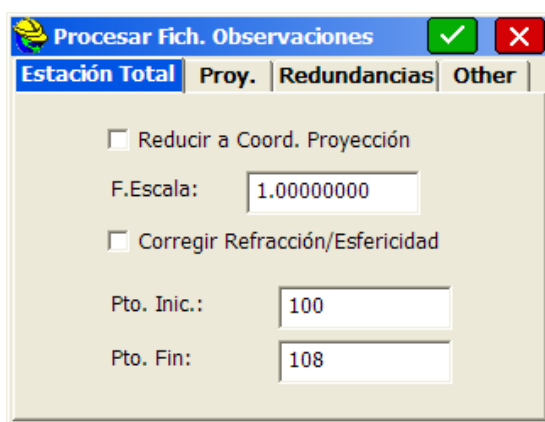 Procesar Fich. Observaciones
Estación Total Proy. Redundancias Other
Reducir a Coord. Proyección
F.Escala: 1.00000000
Corregir Refracción/Esfericidad
Pto. Inic.: 100
Pto. Fin: 108